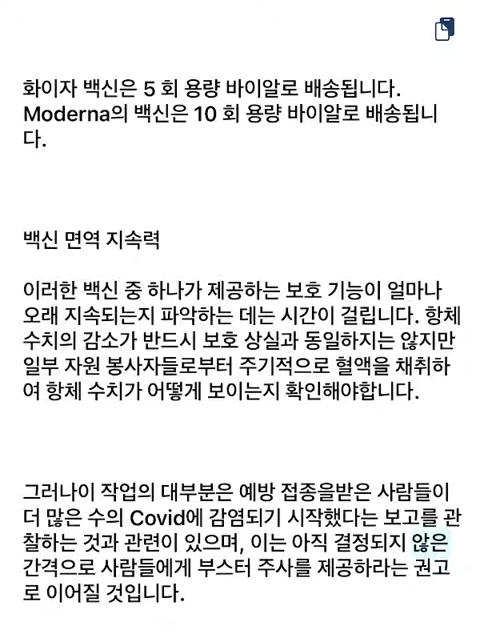 화이자 백신은 5 회 용량 바이알로 배송됩니다.
Moderna의 백신은 10 회 용량 바이알로 배송됩니
다.
백신 면역 지속력
이러한 백신 중 하나가 제공하는 보호 기능이 얼마나
오래 지속되는지 파악하는 데는 시간이 걸립니다. 항체
수치의 감소가 반드시 보호 상실과 동일하지는 않지만
일부 자원 봉사자들로부터 주기적으로 혈액을 채취하
여 항체 수치가 어떻게 보이는지 확인해야합니다.
그러나이 작업의 대부분은 예방 접종을받은 사람들이
더 많은 수의 Covid에 감염되기 시작했다는 보고를 관
찰하는 것과 관련이 있으며, 이는 아직 결정되지 않은
간격으로 사람들에게 부스터 주사를 제공하라는 권고
로 이어질 것입니다.